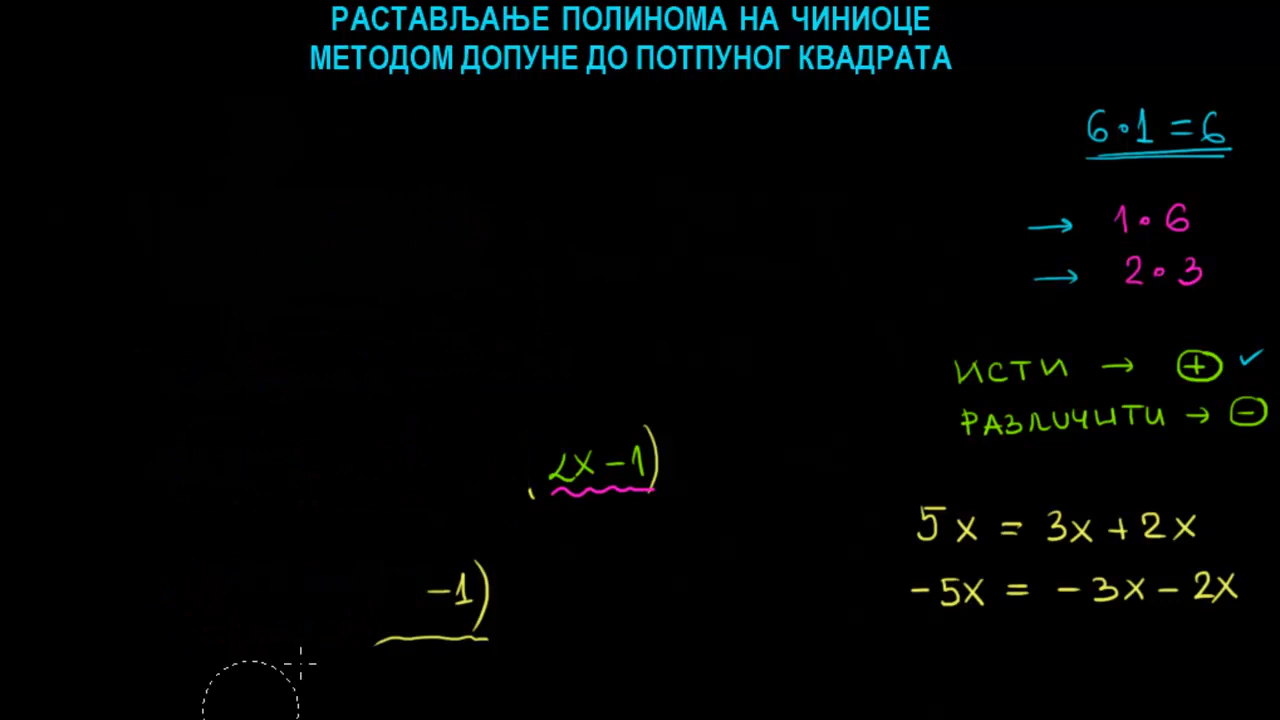 РАСТАВЉАЊЕ ПОЛИНОМА НА ЧИНИОЦЕ
МЕТОДОМ ДОПУНЕ ДО ПОТПУНОГ КВАДРАТА
6·1=6
→ 1·6
→ 2·3
ИСТИ → + ✓
РАЗЛИЧИТИ → −
2x−1)
5x = 3x+2x
−1)
−5x = −3x−2x